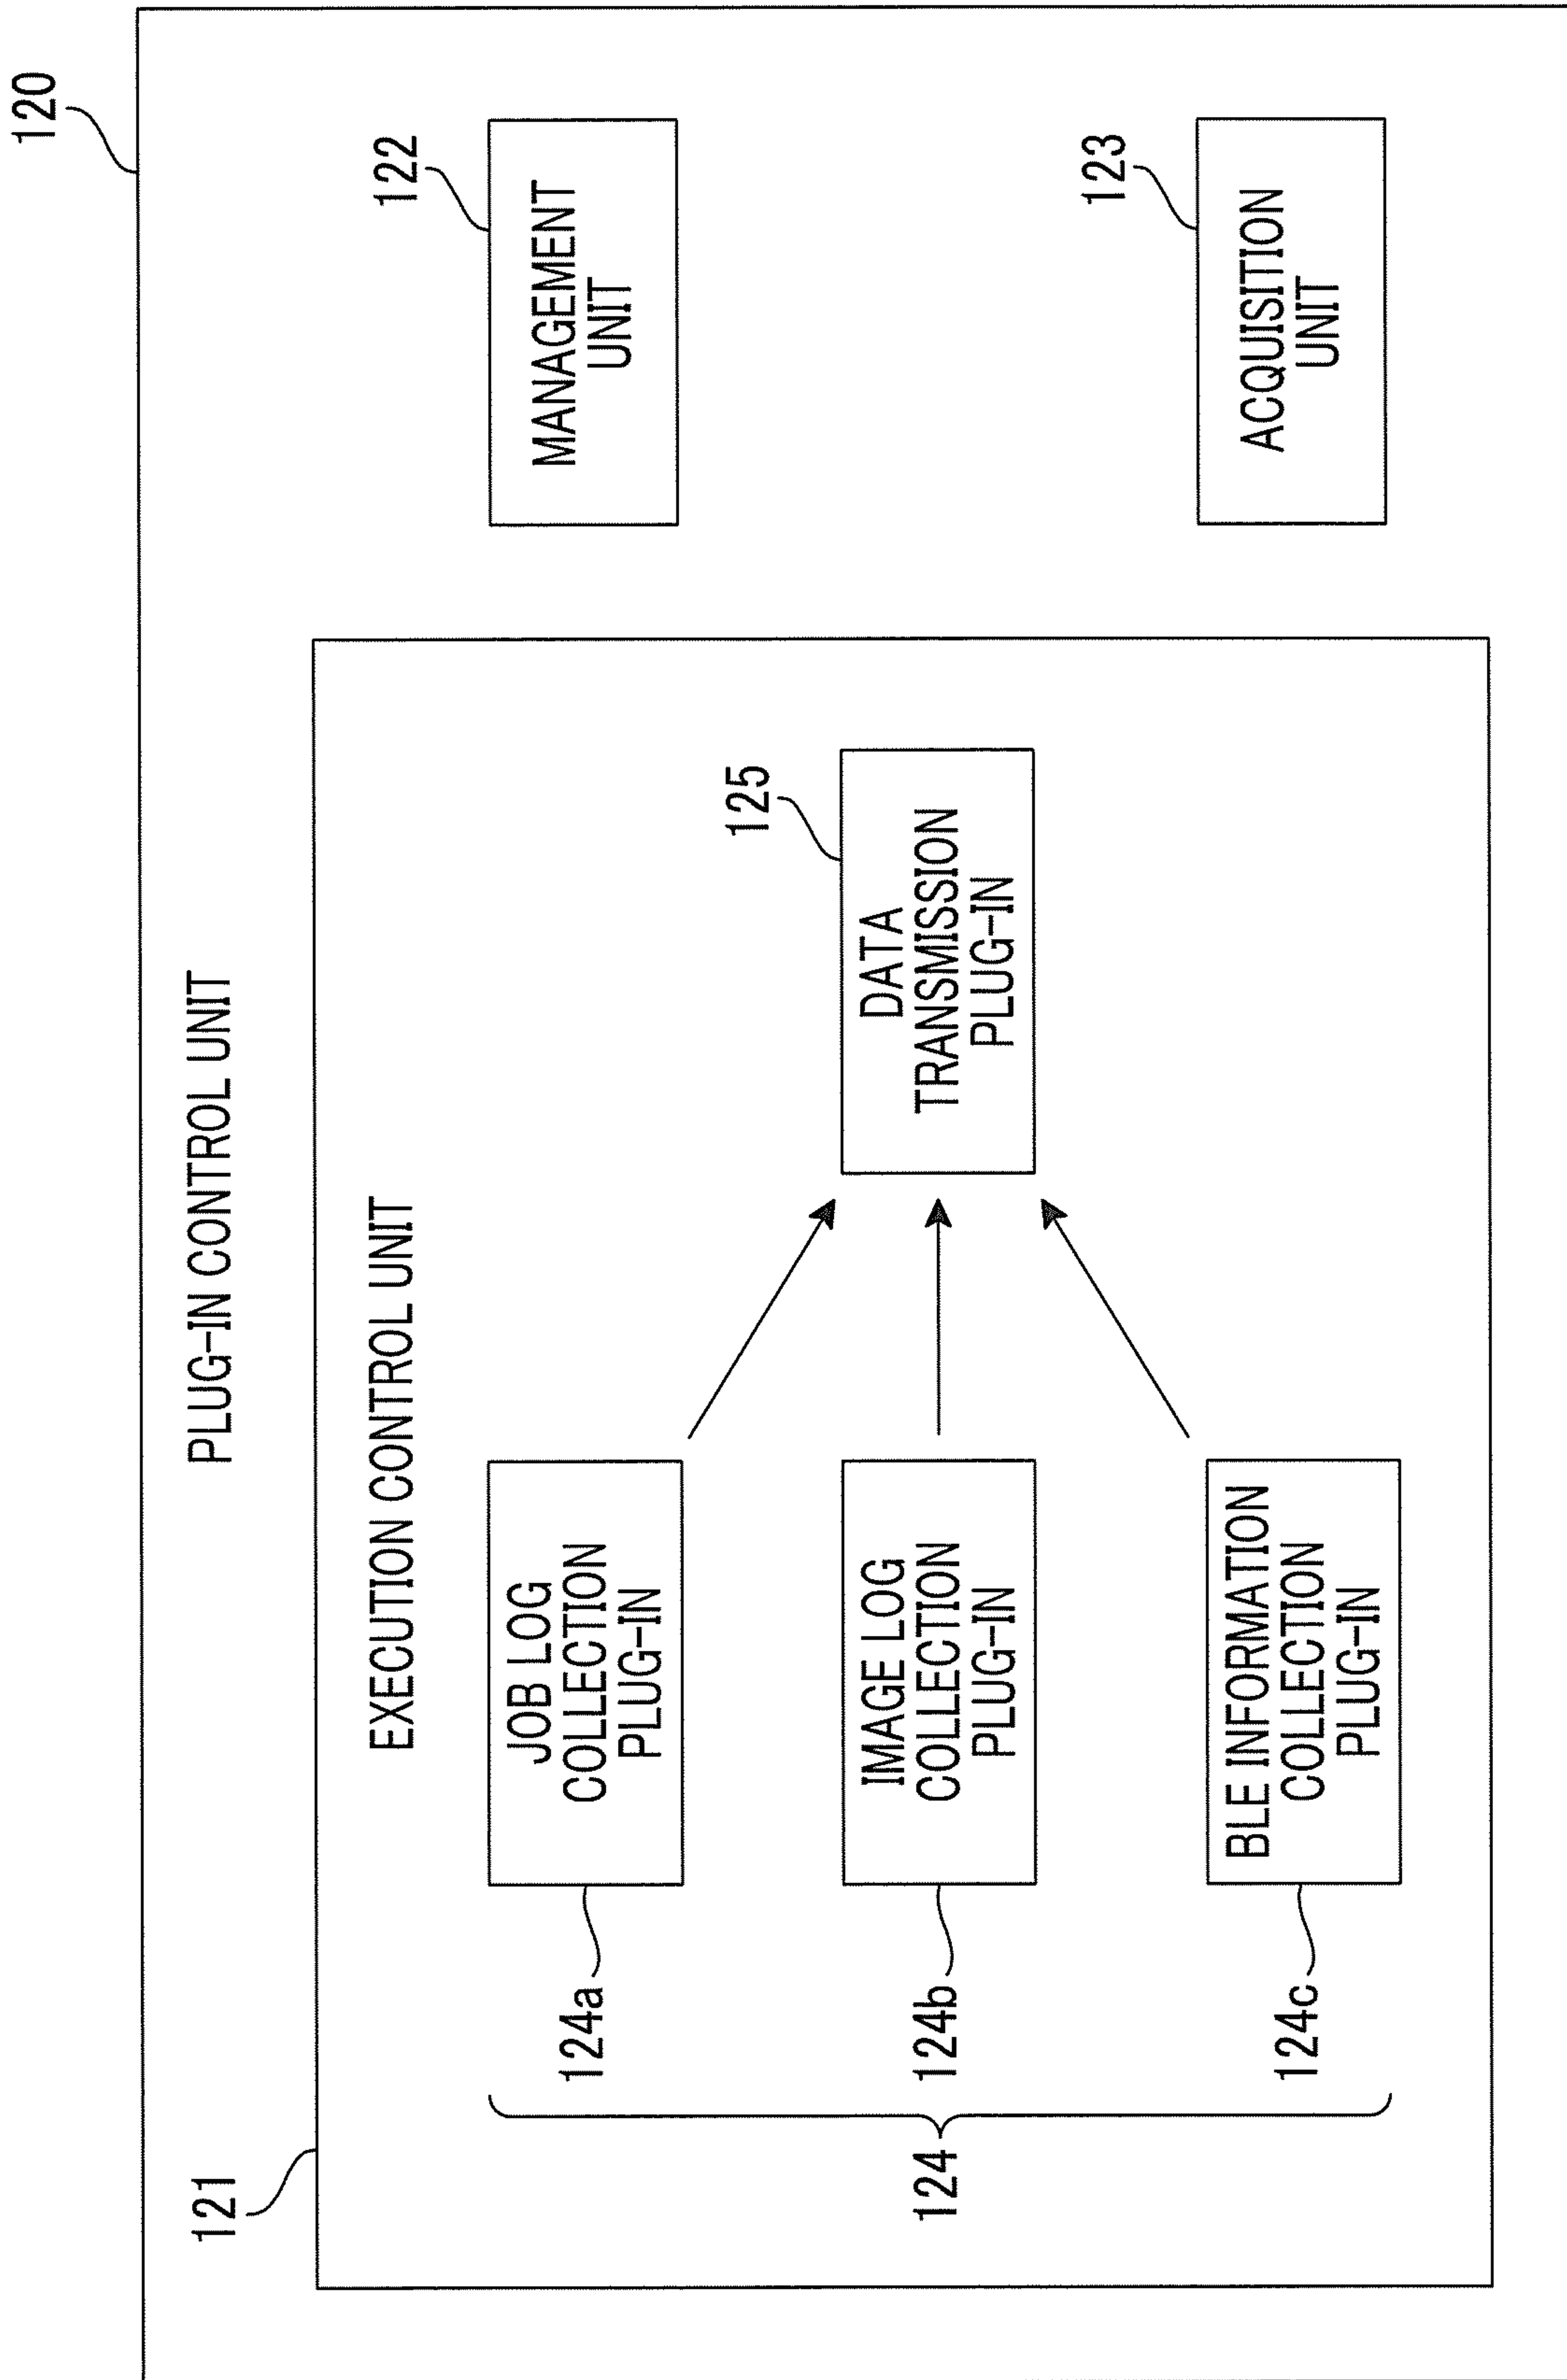 120
PLUG-IN CONTROL UNIT
121
EXECUTION CONTROL UNIT
124
124a
JOB LOG
COLLECTION
PLUG-IN
124b
IMAGE LOG
COLLECTION
PLUG-IN
124c
BLE INFORMATION
COLLECTION
PLUG-IN
125
DATA
TRANSMISSION
PLUG-IN
122
MANAGEMENT
UNIT
123
ACQUISITION
UNIT